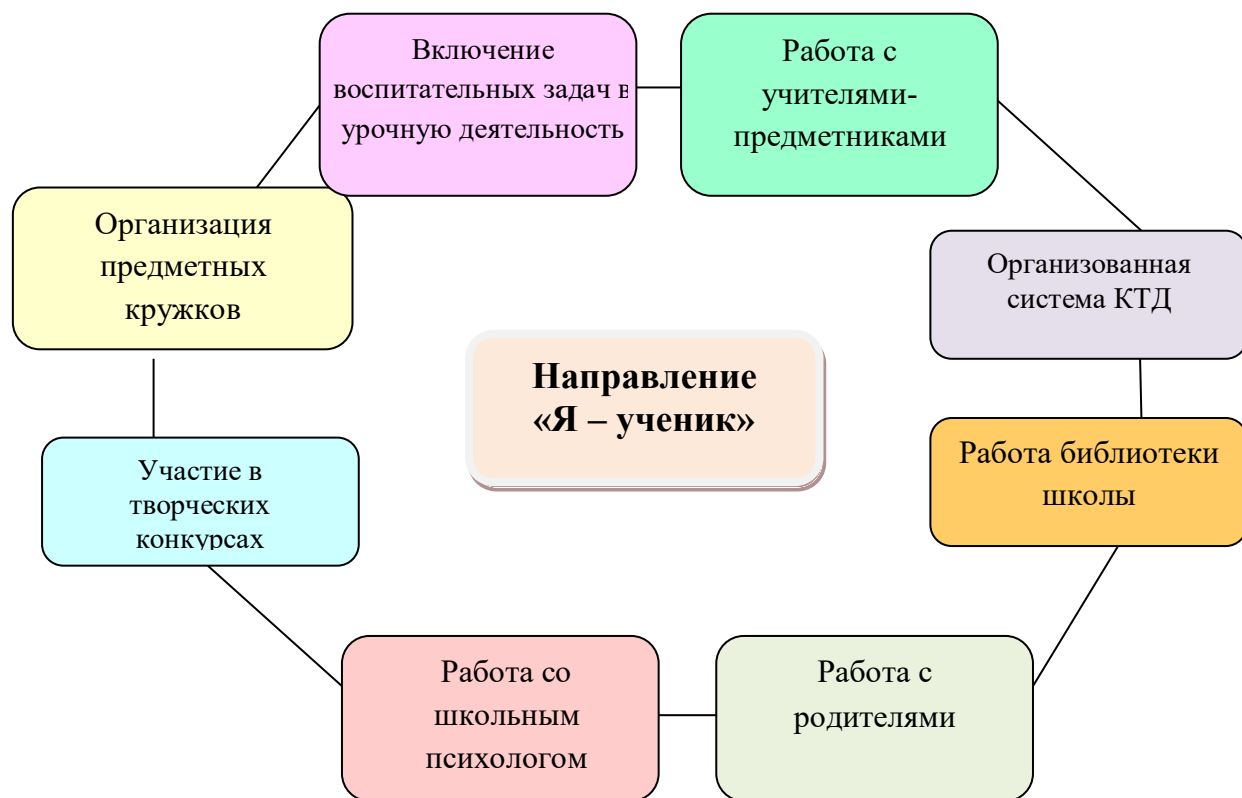 Включение
воспитательных задач в
урочную деятельность
Работа с
учителями-
предметниками
Организация
предметных
кружков
Организованная
система КТД
Направление
«Я – ученик»
Участие в
творческих
конкурсах
Работа библиотеки
школы
Работа со
школьным
психологом
Работа с
родителями